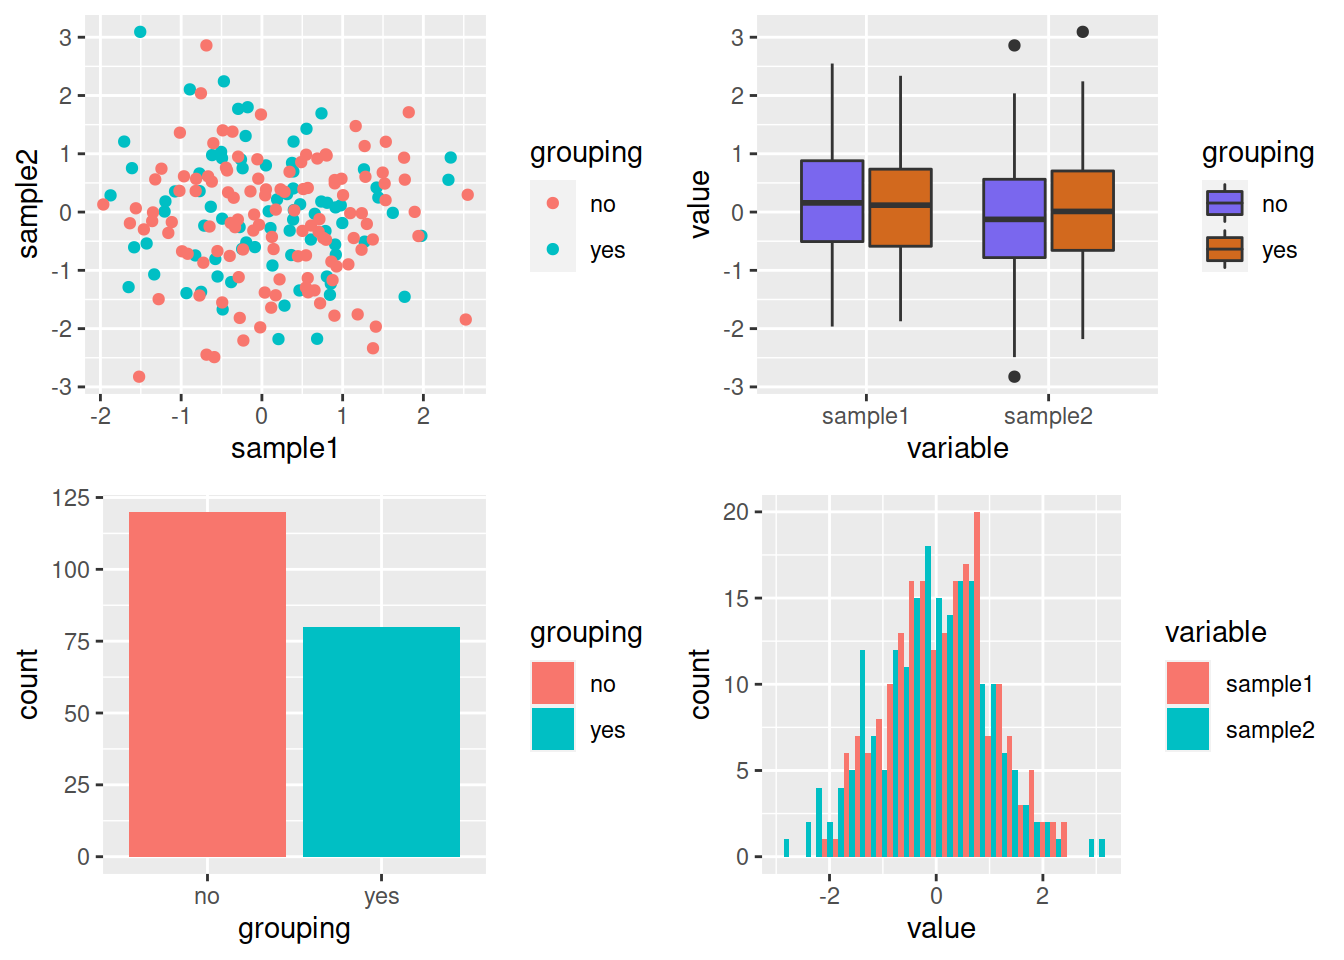 sample2
3
2
1
0
-1
-2
-3
-2 -1 0 1 2
sample1
grouping
no
yes
value
3
2
1
0
-1
-2
-3
sample1 sample2
variable
grouping
no
yes
count
125
100
75
50
25
0
no yes
grouping
grouping
no
yes
count
20
15
10
5
0
-2 0 2
value
variable
sample1
sample2